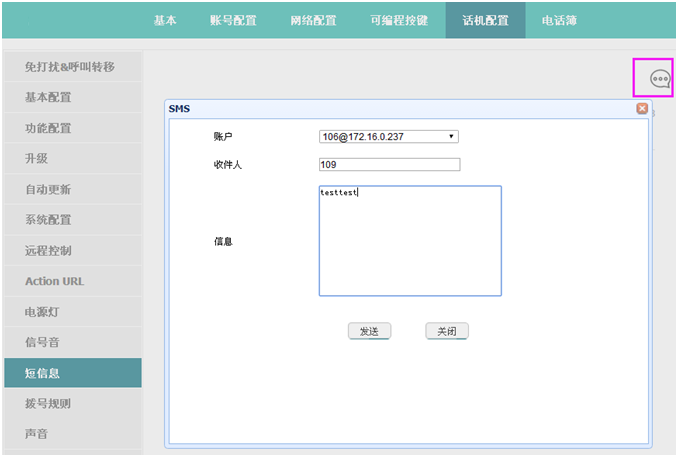 基本 账号配置 网络配置 可编程按键 话机配置 电话薄
免打扰&呼叫转移
基本配置
功能配置
升级
自动更新
系统配置
远程控制
Action URL
电源灯
信号音
短信息
拨号规则
声音
SMS
账户 106@172.16.0.237
收件人 109
信息 testtest
发送 关闭